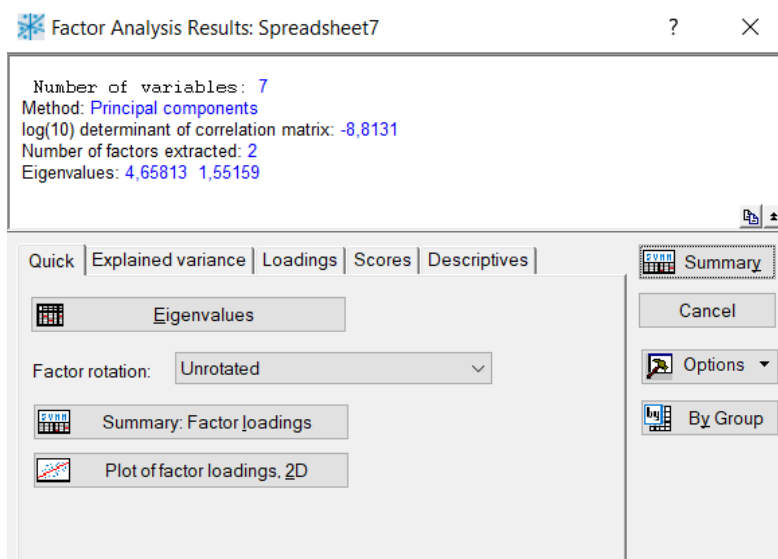 Factor Analysis Results: Spreadsheet7
? ×
Number of variables: 7
Method: Principal components
log(10) determinant of correlation matrix: -8,8131
Number of factors extracted: 2
Eigenvalues: 4,65813 1,55159
Quick Explained variance Loadings Scores Descriptives
Summary
Eigenvalues
Cancel
Factor rotation: Unrotated
Options
Summary: Factor loadings
By Group
Plot of factor loadings, 2D